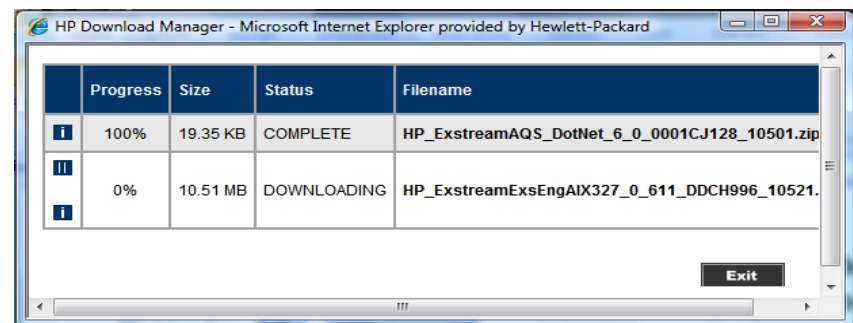 HP Download Manager - Microsoft Internet Explorer provided by Hewlett-Packard
Progress Size Status Filename
i 100% 19.35 KB COMPLETE HP_ExstreamAQS_DotNet_6_0_0001CJ128_10501.zip
0% 10.51 MB DOWNLOADING HP_ExstreamExsEngAIX327_0_611_DDCH996_10521.
i
Exit